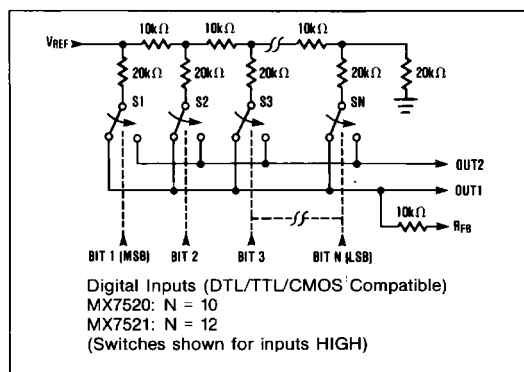 10kΩ 10kΩ 10kΩ
VREF
20kΩ 20kΩ 20kΩ 20kΩ 20kΩ
S1 S2 S3 SN
OUT2
OUT1
10kΩ
RFB
BIT 1 (MSB) BIT 2 BIT 3 BIT N (LSB)
Digital Inputs (DTL/TTL/CMOS Compatible)
MX7520: N = 10
MX7521: N = 12
(Switches shown for inputs HIGH)